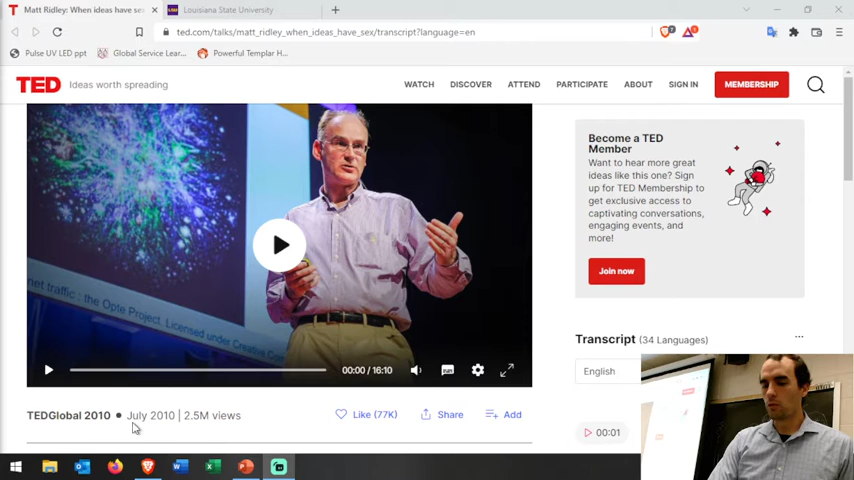 Matt Ridley: When ideas have sex
Louisiana State University
ted.com/talks/matt_ridley_when_ideas_have_sex/transcript?language=en
Pulse UV LED ppt
Global Service Lear...
Powerful Templar H...
TED
Ideas worth spreading
WATCH
DISCOVER
ATTEND
PARTICIPATE
ABOUT
SIGN IN
MEMBERSHIP
net traffic : the Opte Project. Licensed under Creative Com
00:00 / 16:10
TEDGlobal 2010 • July 2010 | 2.5M views
Like (77K)
Share
Add
Become a TED
Member
Want to hear more great
ideas like this one? Sign
up for TED Membership to
get exclusive access to
captivating conversations,
engaging events, and
more!
Join now
Transcript (34 Languages)
English
00:01